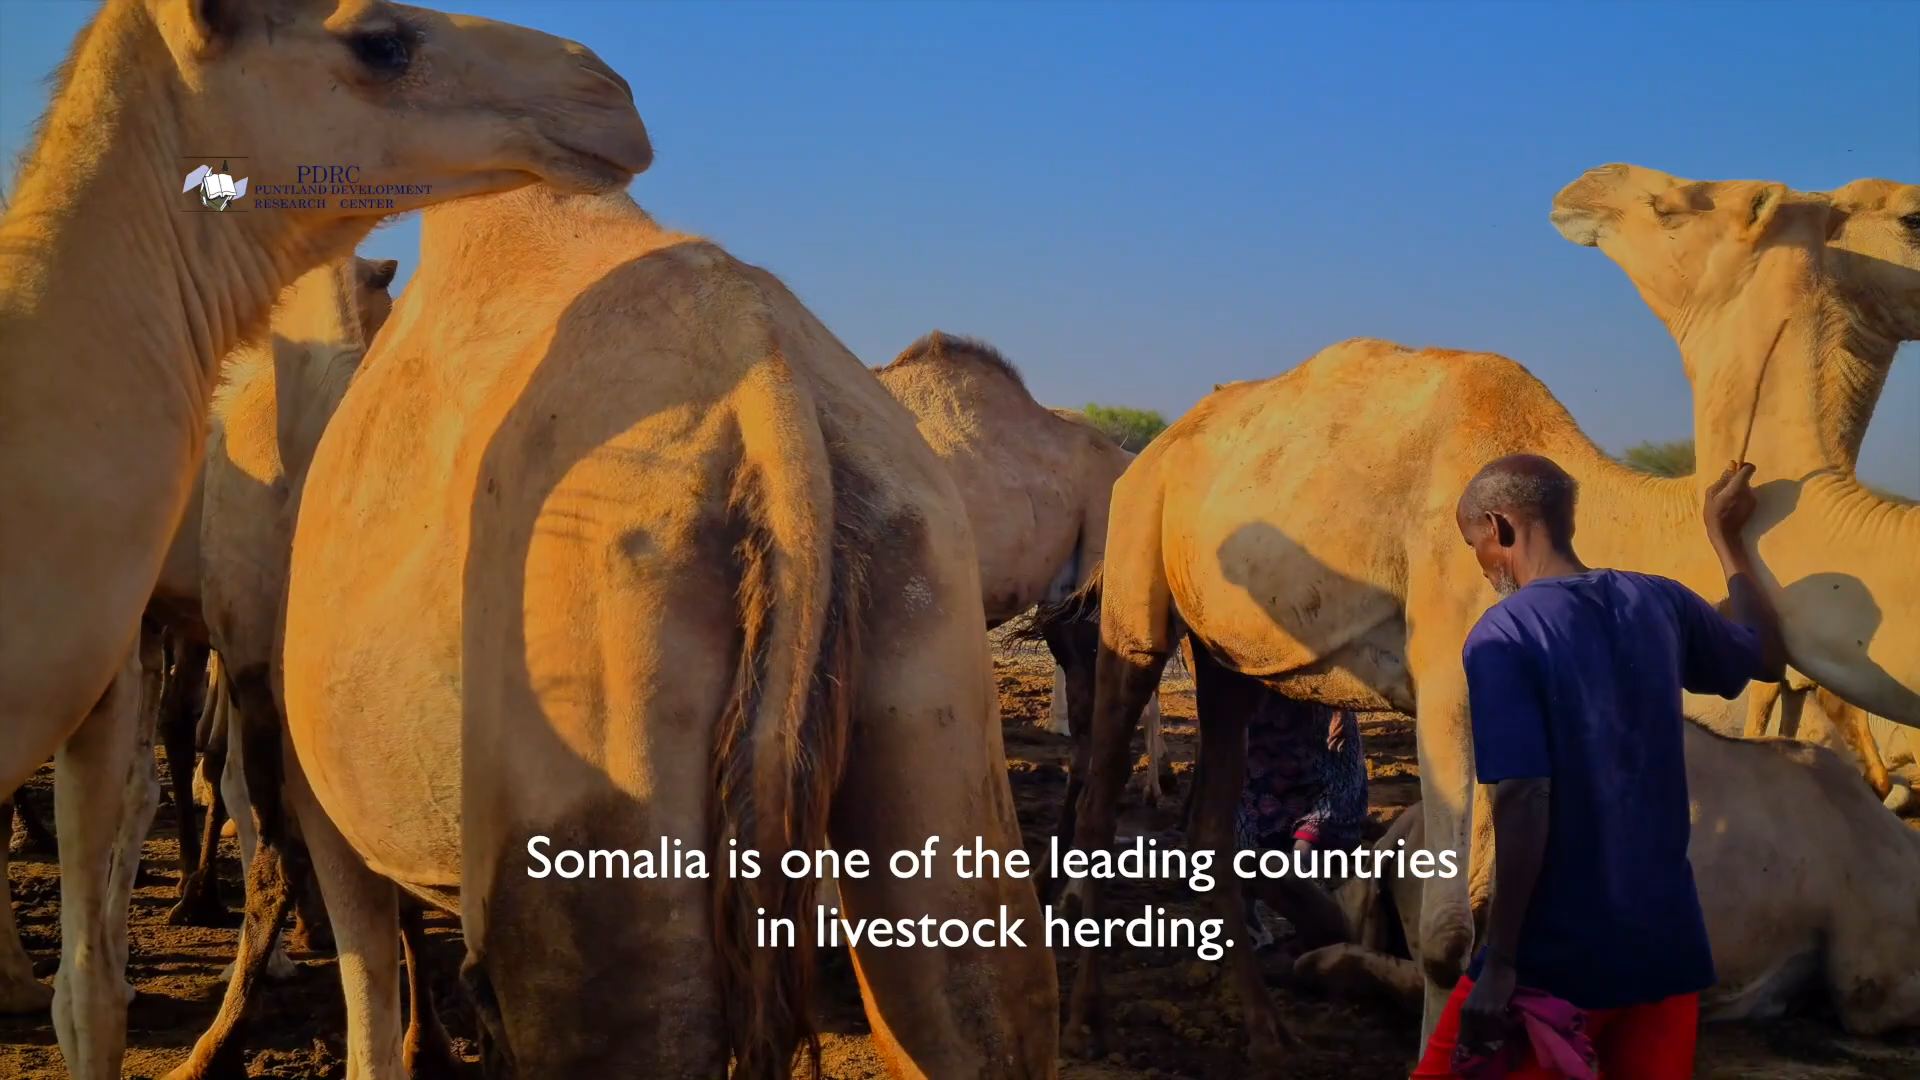 PDRC
PUNTLAND DEVELOPMENT
RESEARCH CENTER
Somalia is one of the leading countries
in livestock herding.